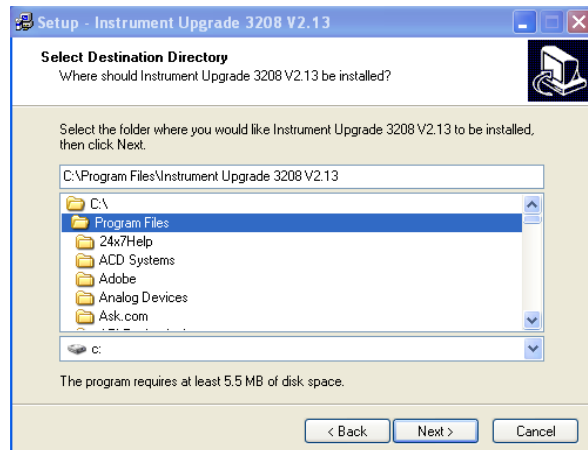 Setup - Instrument Upgrade 3208 V2.13
Select Destination Directory
Where should Instrument Upgrade 3208 V2.13 be installed?
Select the folder where you would like Instrument Upgrade 3208 V2.13 to be installed,
then click Next.
C:\Program Files\Instrument Upgrade 3208 V2.13
C:\
Program Files
24x7Help
ACD Systems
Adobe
Analog Devices
Ask.com
c:
The program requires at least 5.5 MB of disk space.
< Back
Next >
Cancel